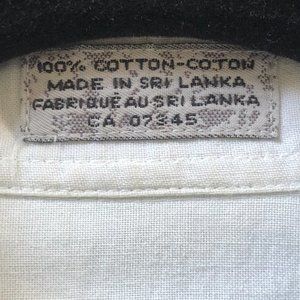 100% COTTON-COTON
MADE IN SRI LANKA
FABRIQUÉ AU SRI LANKA
CA 07345